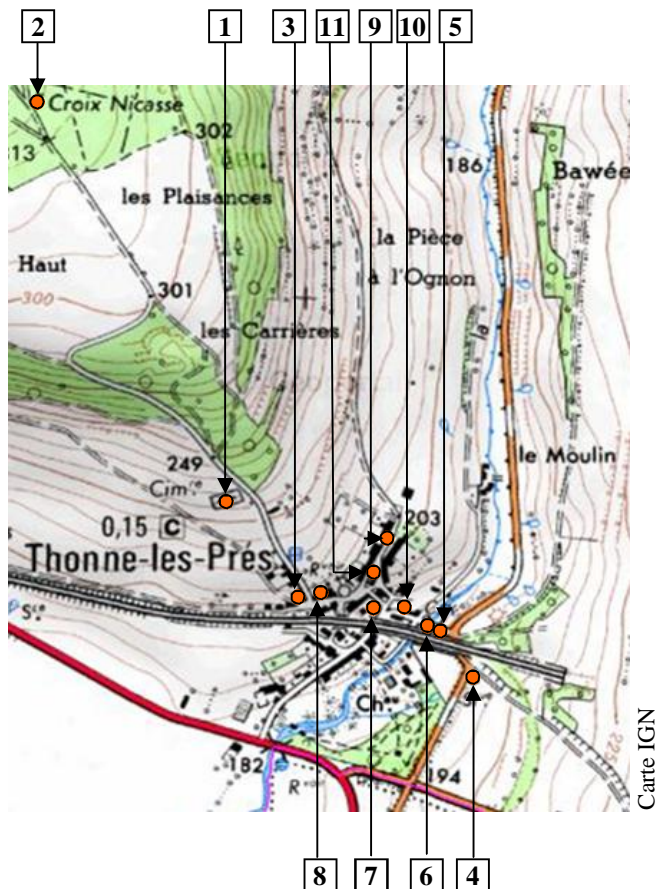 2 1 3 11 9 10 5
Croix Nicasse
302
13
les Plaisances
186
Bawée
la Pièce
à l'Ognon
Haut
300
301
les Carrières
le Moulin
249
Cim.re
203
0,15 C
Thonne-les-Prés
Ch
182
194
Carte IGN
8 7 6 4